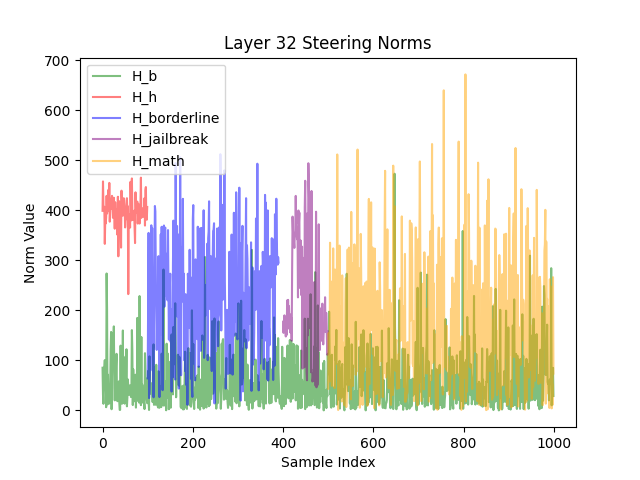 Layer 32 Steering Norms
700
600
500
400
300
200
100
0
Norm Value
H_b
H_h
H_borderline
H_jailbreak
H_math
0
200
400
600
800
1000
Sample Index